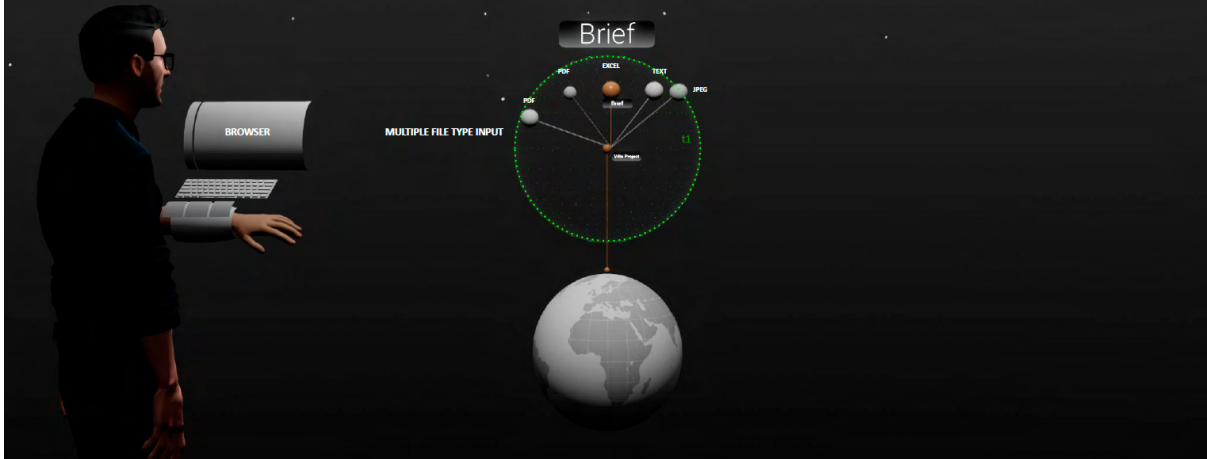 Brief
EXCEL
PDF
TEXT
JPEG
PDF
Brief
BROWSER
MULTIPLE FILE TYPE INPUT
t1
Villa Project